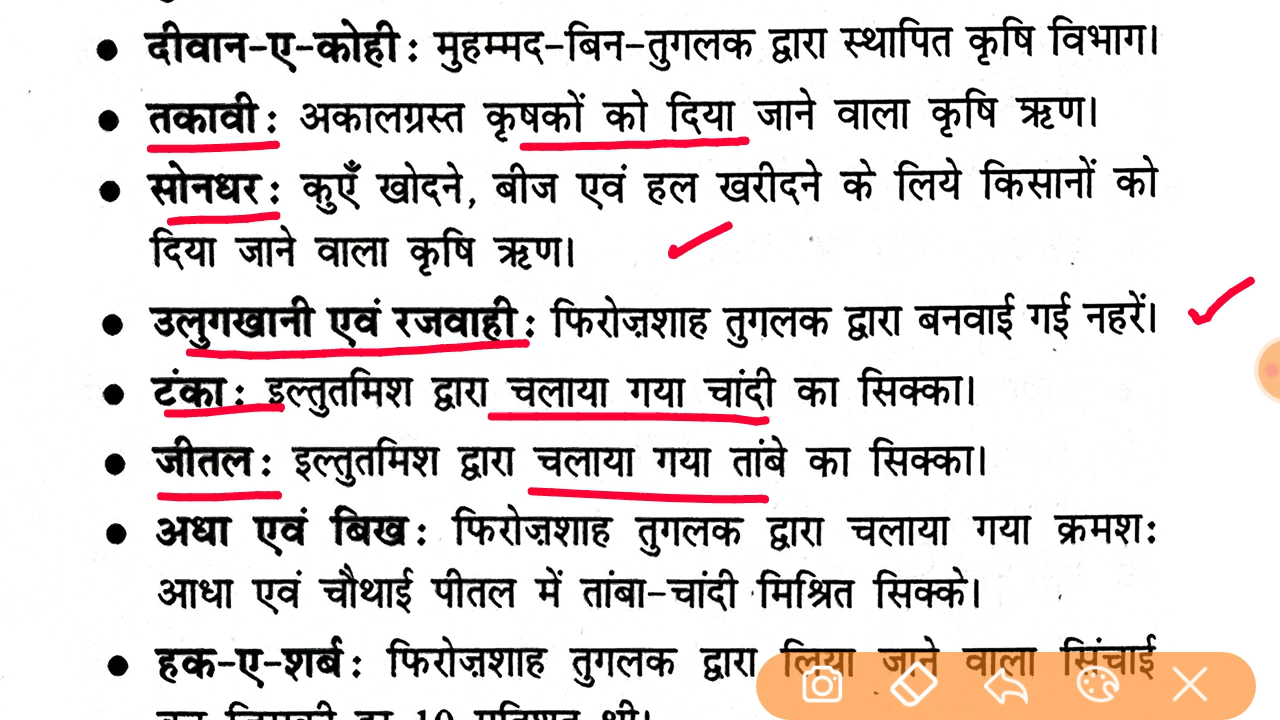 • दीवान-ए-कोही: मुहम्मद-बिन-तुगलक द्वारा स्थापित कृषि विभाग।
• तकावी: अकालग्रस्त कृषकों को दिया जाने वाला कृषि ऋण।
• सोनधर: कुएँ खोदने, बीज एवं हल खरीदने के लिये किसानों को
दिया जाने वाला कृषि ऋण।
• उलुगखानी एवं रजवाही: फिरोज़शाह तुगलक द्वारा बनवाई गई नहरें।
• टंका: इल्तुतमिश द्वारा चलाया गया चांदी का सिक्का।
• जीतल: इल्तुतमिश द्वारा चलाया गया तांबे का सिक्का।
• अधा एवं बिख: फिरोज़शाह तुगलक द्वारा चलाया गया क्रमश:
आधा एवं चौथाई पीतल में तांबा-चांदी मिश्रित सिक्के।
• हक-ए-शर्ब: फिरोज़शाह तुगलक द्वारा लिया जाने वाला सिंचाई